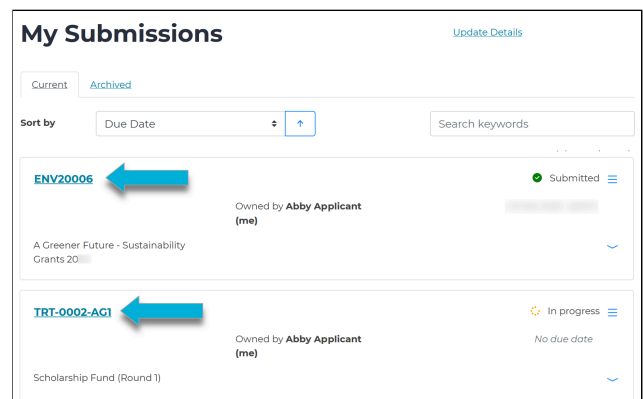 My Submissions
Update Details
Current Archived
Sort by Due Date Search keywords
ENV20006 Submitted
Owned by Abby Applicant
(me)
A Greener Future - Sustainability
Grants 20
TRT-0002-AG1 In progress
Owned by Abby Applicant No due date
(me)
Scholarship Fund (Round 1)